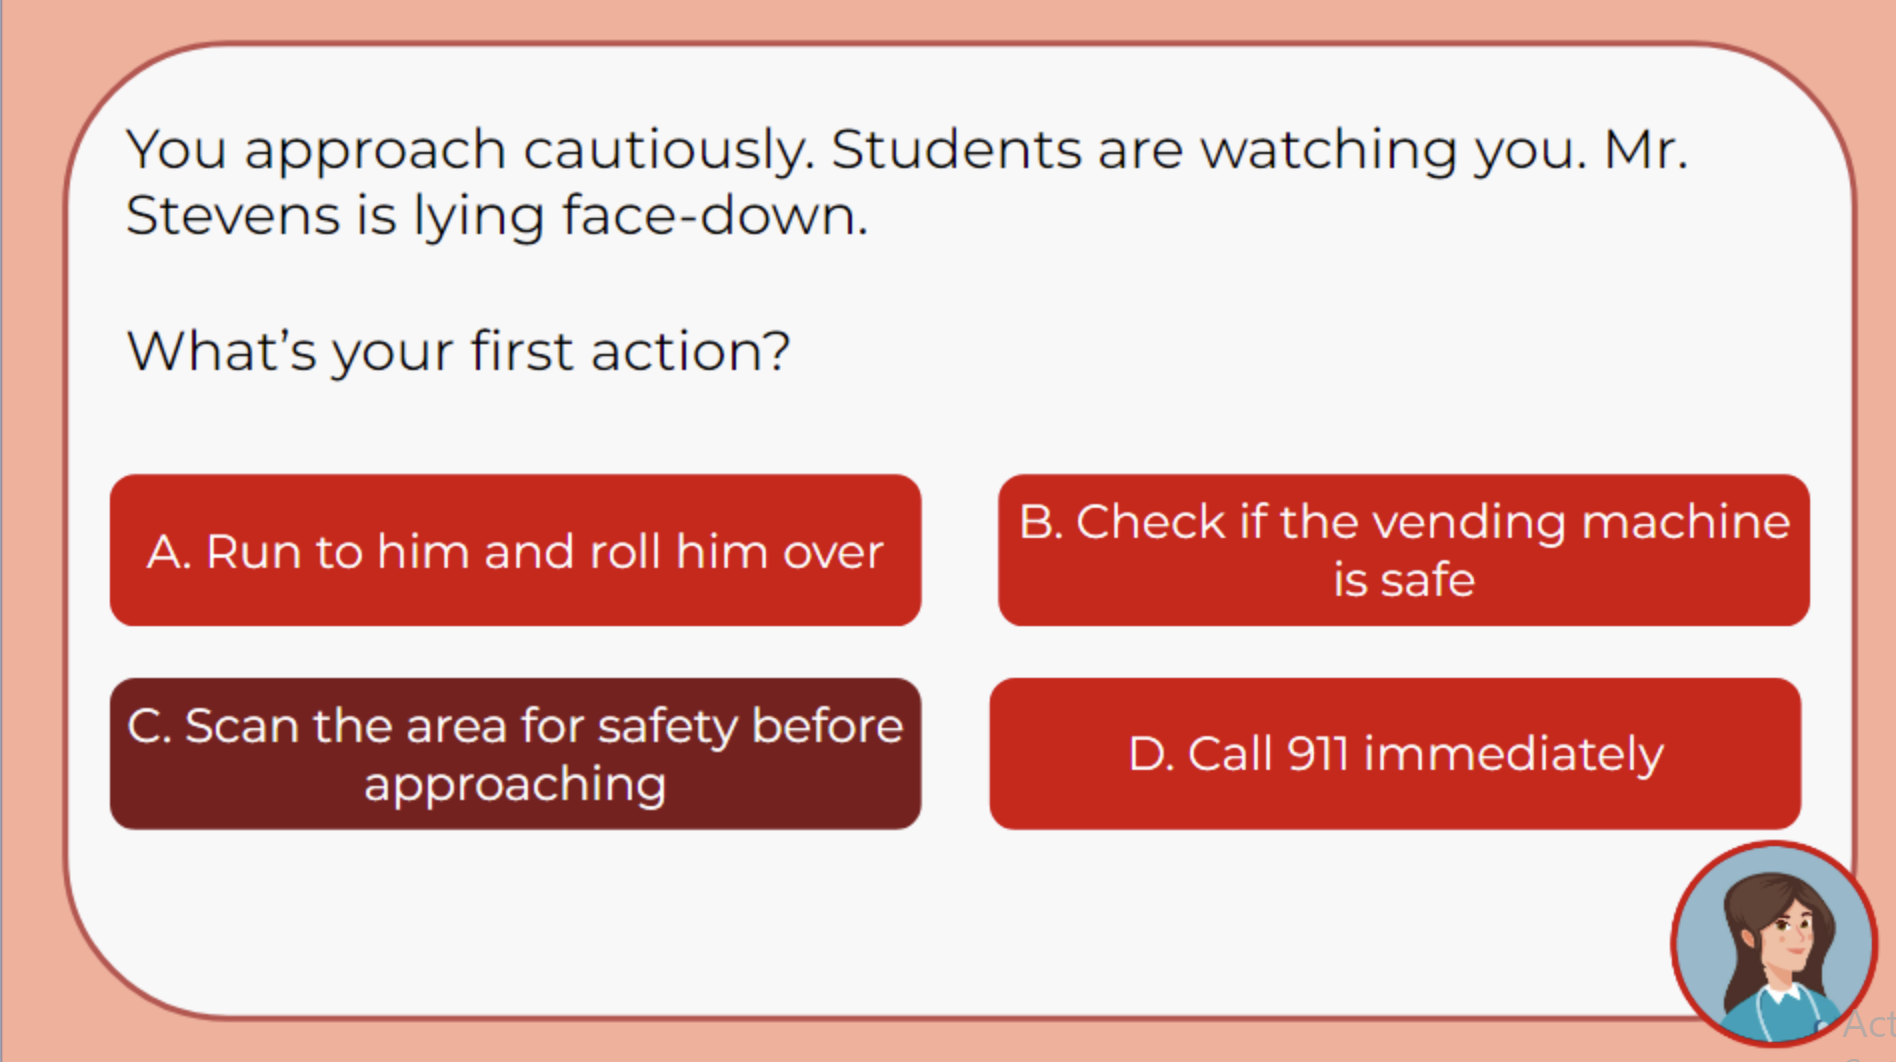 You approach cautiously. Students are watching you. Mr.
Stevens is lying face-down.
What’s your first action?
A. Run to him and roll him over
B. Check if the vending machine
is safe
C. Scan the area for safety before
approaching
D. Call 911 immediately
Act